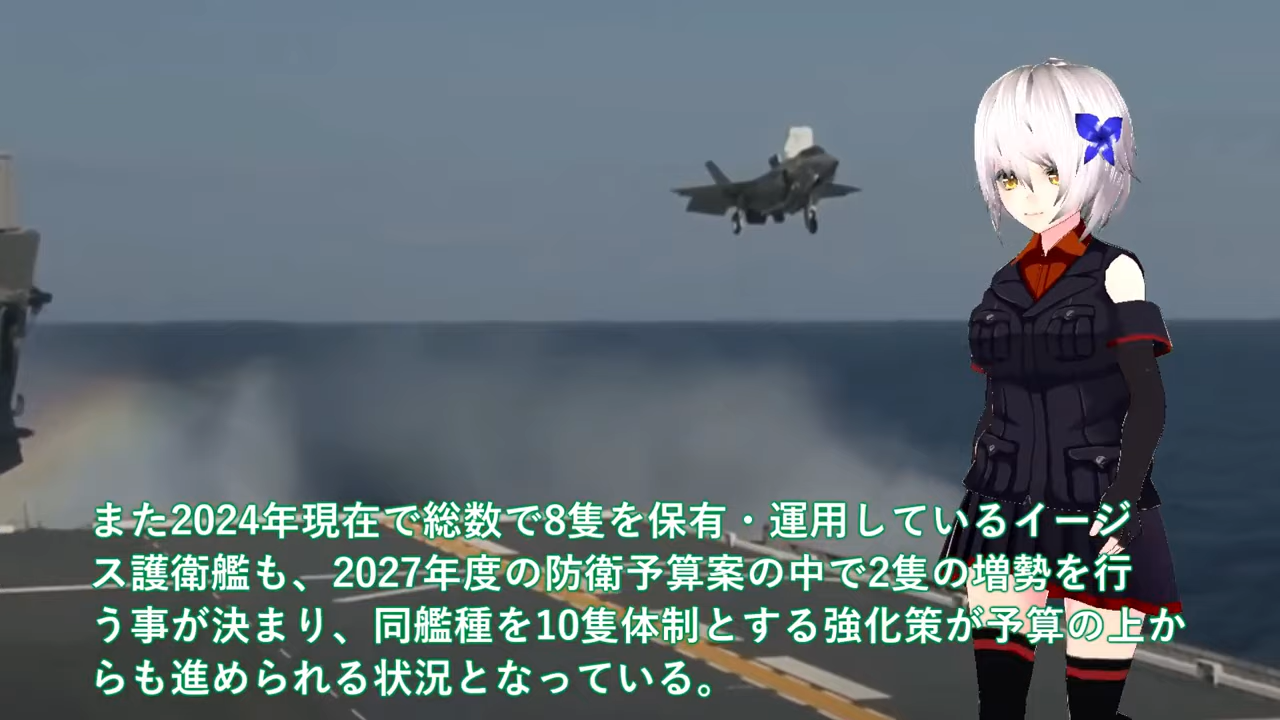 また2024年現在で総数で8隻を保有・運用しているイージ
ス護衛艦も、2027年度の防衛予算案の中で2隻の増勢を行
う事が決まり、同艦種を10隻体制とする強化策が予算の上か
らも進められる状況となっている。